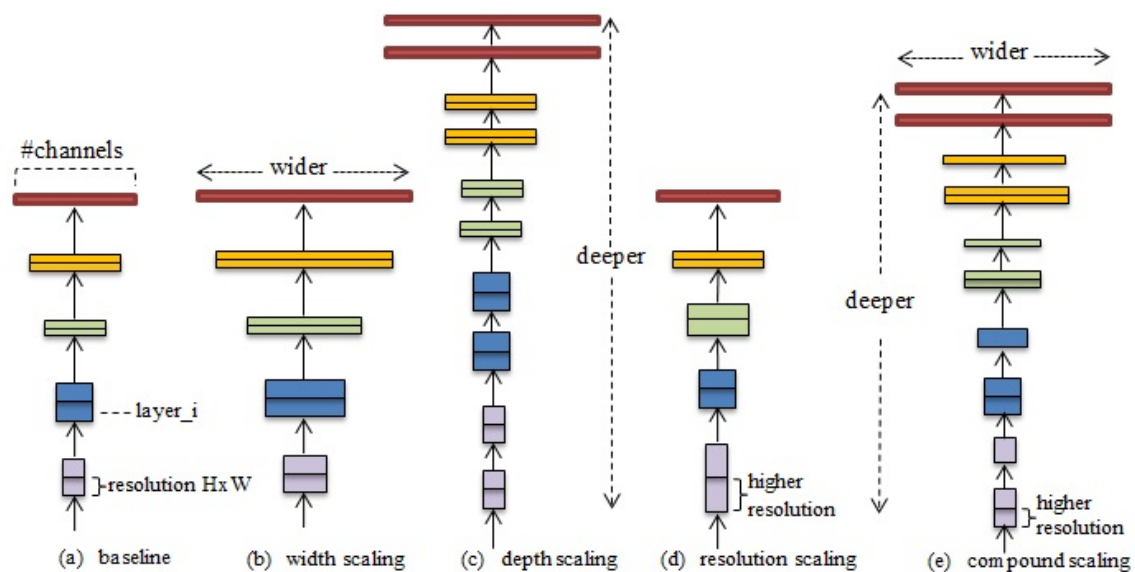 #channels
layer_i
resolution HxW
(a) baseline
wider
(b) width scaling
deeper
(c) depth scaling
higher
resolution
(d) resolution scaling
wider
deeper
higher
resolution
(e) compound scaling